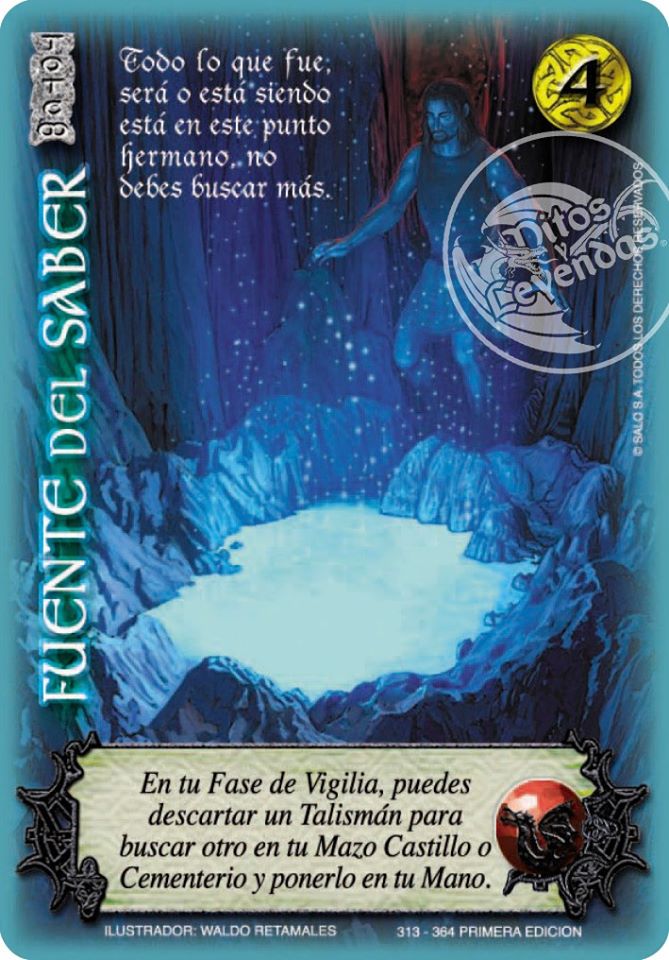 Todo lo que fue,
será o está siendo
está en este punto
hermano, no
debes buscar más.
4
Mitos
y
Leyendas
©
© SALO S.A. TODOS LOS DERECHOS RESERVADOS
FUENTE DEL SABER
En tu Fase de Vigilia, puedes
descartar un Talismán para
buscar otro en tu Mazo Castillo o
Cementerio y ponerlo en tu Mano.
ILUSTRADOR: WALDO RETAMALES 313 - 364 PRIMERA EDICION